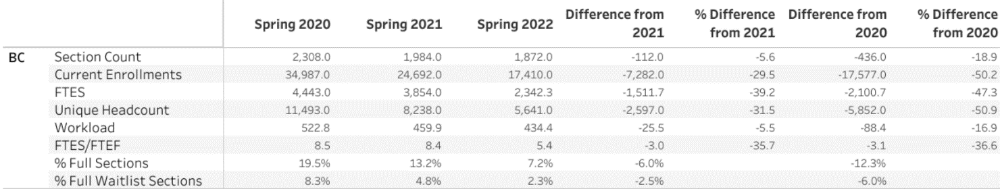 Spring 2020 Spring 2021 Spring 2022 Difference from 2021 % Difference from 2021 Difference from 2020 % Difference from 2020
BC Section Count 2,308.0 1,984.0 1,872.0 -112.0 -5.6 -436.0 -18.9
Current Enrollments 34,987.0 24,692.0 17,410.0 -7,282.0 -29.5 -17,577.0 -50.2
FTES 4,443.0 3,854.0 2,342.3 -1,511.7 -39.2 -2,100.7 -47.3
Unique Headcount 11,493.0 8,238.0 5,641.0 -2,597.0 -31.5 -5,852.0 -50.9
Workload 522.8 459.9 434.4 -25.5 -5.5 -88.4 -16.9
FTES/FTEF 8.5 8.4 5.4 -3.0 -35.7 -3.1 -36.6
% Full Sections 19.5% 13.2% 7.2% -6.0% -12.3%
% Full Waitlist Sections 8.3% 4.8% 2.3% -2.5% -6.0%